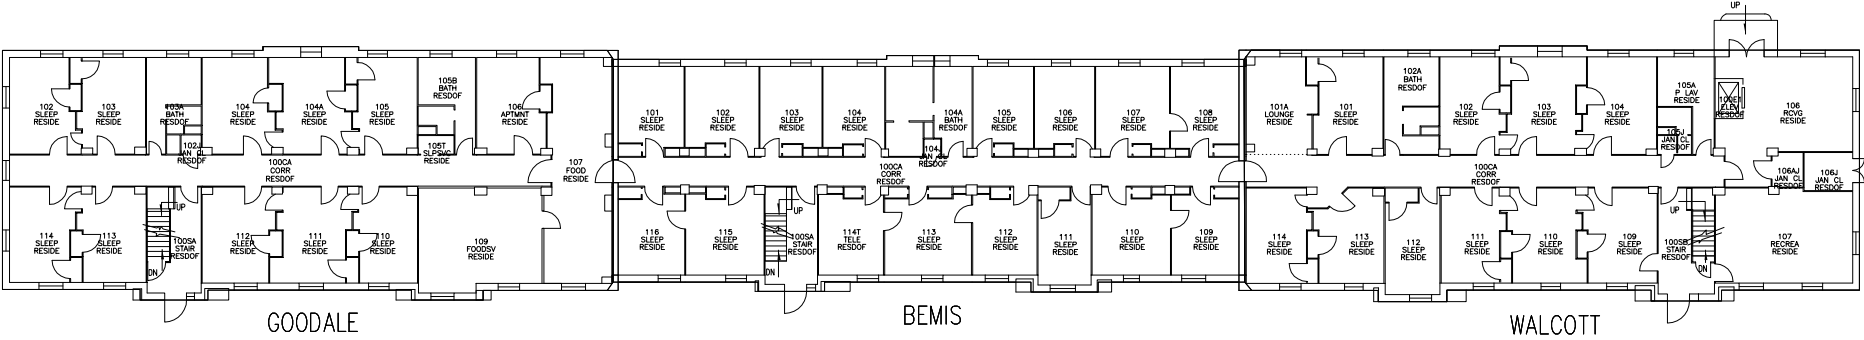 UP
102
SLEEP
RESIDE
103
SLEEP
RESIDE
103A
BATH
RESDOF
102J
JAN CL
RESDOF
104
SLEEP
RESIDE
104A
SLEEP
RESIDE
105
SLEEP
RESIDE
105B
BATH
RESDOF
105T
SLPSVC
RESIDE
106
APTMNT
RESIDE
107
FOOD
RESIDE
100CA
CORR
RESDOF
114
SLEEP
RESIDE
113
SLEEP
RESIDE
UP
DN
100SA
STAIR
RESDOF
112
SLEEP
RESIDE
111
SLEEP
RESIDE
110
SLEEP
RESIDE
109
FOODSV
RESIDE
GOODALE
101
SLEEP
RESIDE
102
SLEEP
RESIDE
103
SLEEP
RESIDE
104
SLEEP
RESIDE
104A
BATH
RESDOF
104J
JAN CL
RESDOF
105
SLEEP
RESIDE
106
SLEEP
RESIDE
107
SLEEP
RESIDE
108
SLEEP
RESIDE
100CA
CORR
RESDOF
116
SLEEP
RESIDE
115
SLEEP
RESIDE
UP
DN
100SA
STAIR
RESDOF
114T
TELE
RESDOF
113
SLEEP
RESIDE
112
SLEEP
RESIDE
111
SLEEP
RESIDE
110
SLEEP
RESIDE
109
SLEEP
RESIDE
BEMIS
101A
LOUNGE
RESIDE
101
SLEEP
RESIDE
102A
BATH
RESDOF
102
SLEEP
RESIDE
103
SLEEP
RESIDE
104
SLEEP
RESIDE
105A
P LAV
RESIDE
105J
JAN CL
RESDOF
100E1
ELEV
RESDOF
106
RCVG
RESIDE
106AJ
JAN CL
RESDOF
106J
JAN CL
RESDOF
100CA
CORR
RESDOF
114
SLEEP
RESIDE
113
SLEEP
RESIDE
112
SLEEP
RESIDE
111
SLEEP
RESIDE
110
SLEEP
RESIDE
109
SLEEP
RESIDE
100SB
STAIR
RESDOF
UP
DN
107
RECREA
RESIDE
WALCOTT